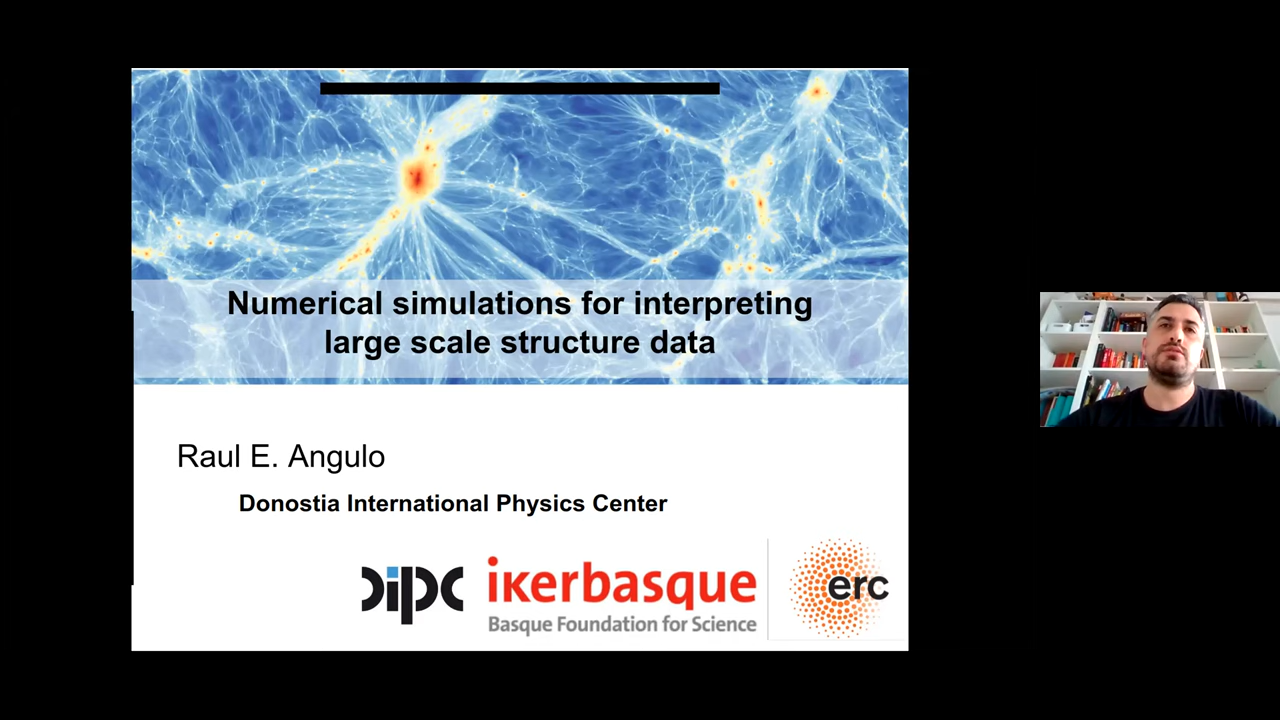 Numerical simulations for interpreting
large scale structure data
Raul E. Angulo
Donostia International Physics Center
dipc
ikerbasque
Basque Foundation for Science
erc